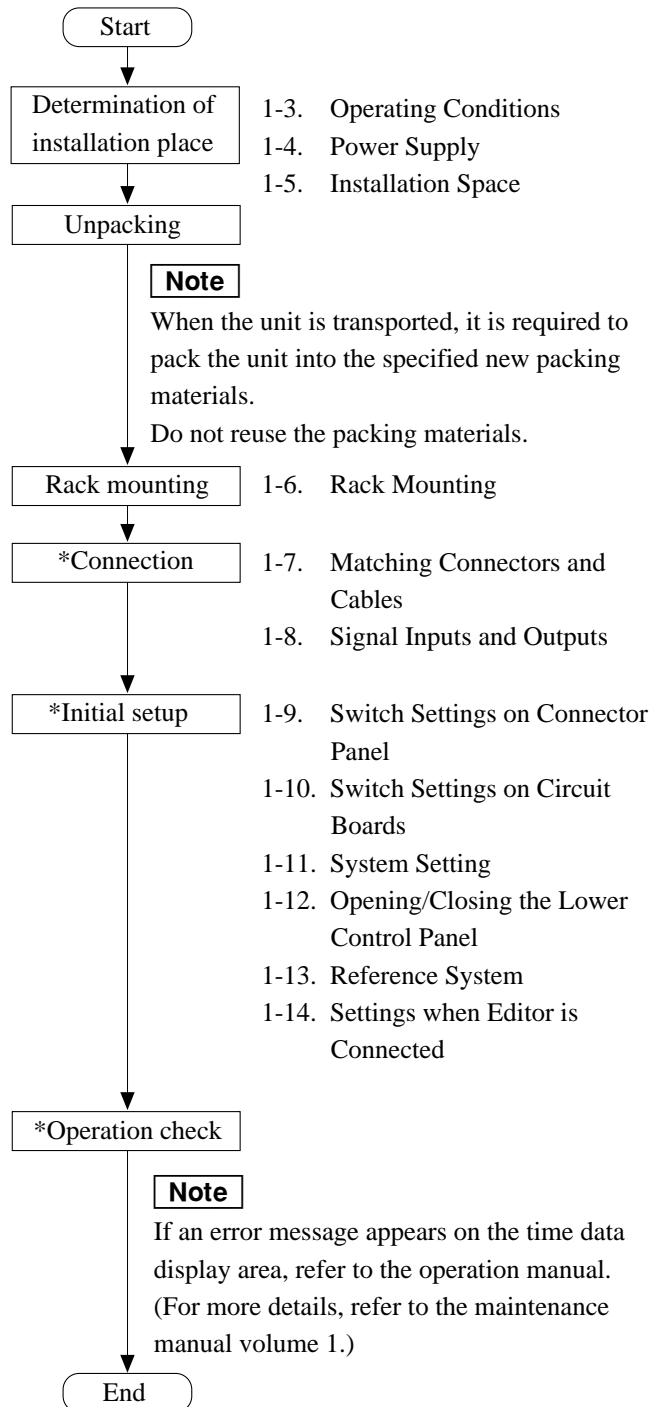 Start
Determination of
installation place
1-3. Operating Conditions
1-4. Power Supply
1-5. Installation Space
Unpacking
Note
When the unit is transported, it is required to
pack the unit into the specified new packing
materials.
Do not reuse the packing materials.
Rack mounting
1-6. Rack Mounting
*Connection
1-7. Matching Connectors and
Cables
1-8. Signal Inputs and Outputs
*Initial setup
1-9. Switch Settings on Connector
Panel
1-10. Switch Settings on Circuit
Boards
1-11. System Setting
1-12. Opening/Closing the Lower
Control Panel
1-13. Reference System
1-14. Settings when Editor is
Connected
*Operation check
Note
If an error message appears on the time data
display area, refer to the operation manual.
(For more details, refer to the maintenance
manual volume 1.)
End